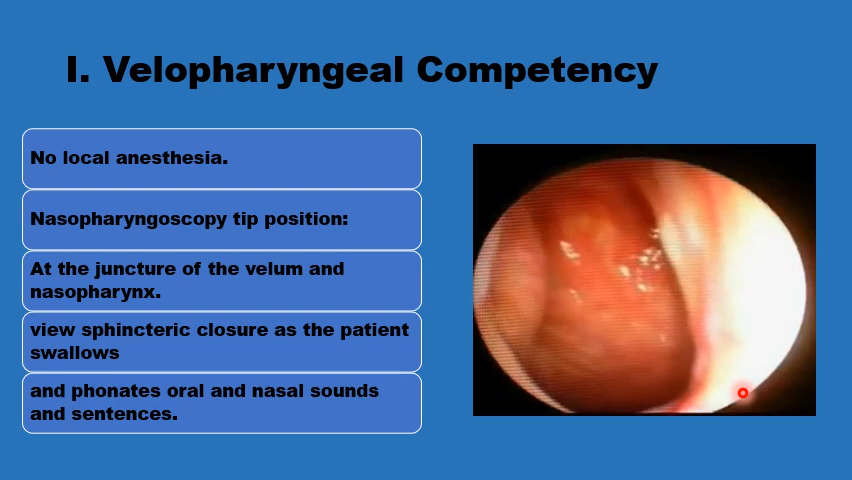 I. Velopharyngeal Competency
No local anesthesia.
Nasopharyngoscopy tip position:
At the juncture of the velum and
nasopharynx.
view sphincteric closure as the patient
swallows
and phonates oral and nasal sounds
and sentences.